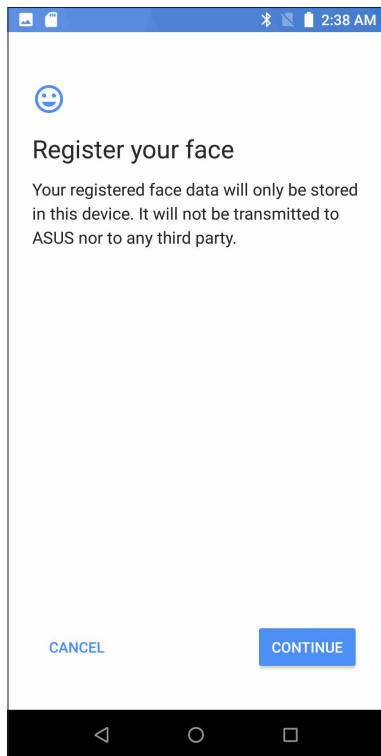 2:38 AM
Register your face
Your registered face data will only be stored
in this device. It will not be transmitted to
ASUS nor to any third party.
CANCEL
CONTINUE